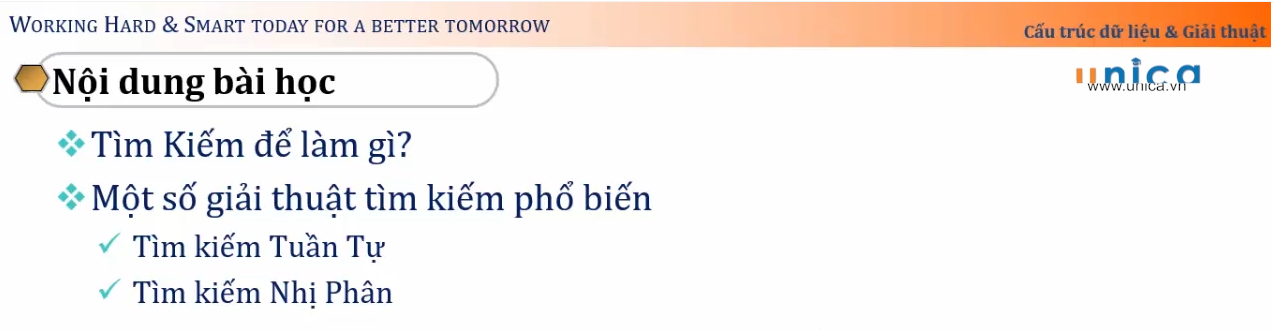 WORKING HARD & SMART TODAY FOR A BETTER TOMORROW
Cấu trúc dữ liệu & Giải thuật
Nội dung bài học
unica
www.unica.vn
Tìm Kiếm để làm gì?
Một số giải thuật tìm kiếm phổ biến
Tìm kiếm Tuần Tự
Tìm kiếm Nhị Phân